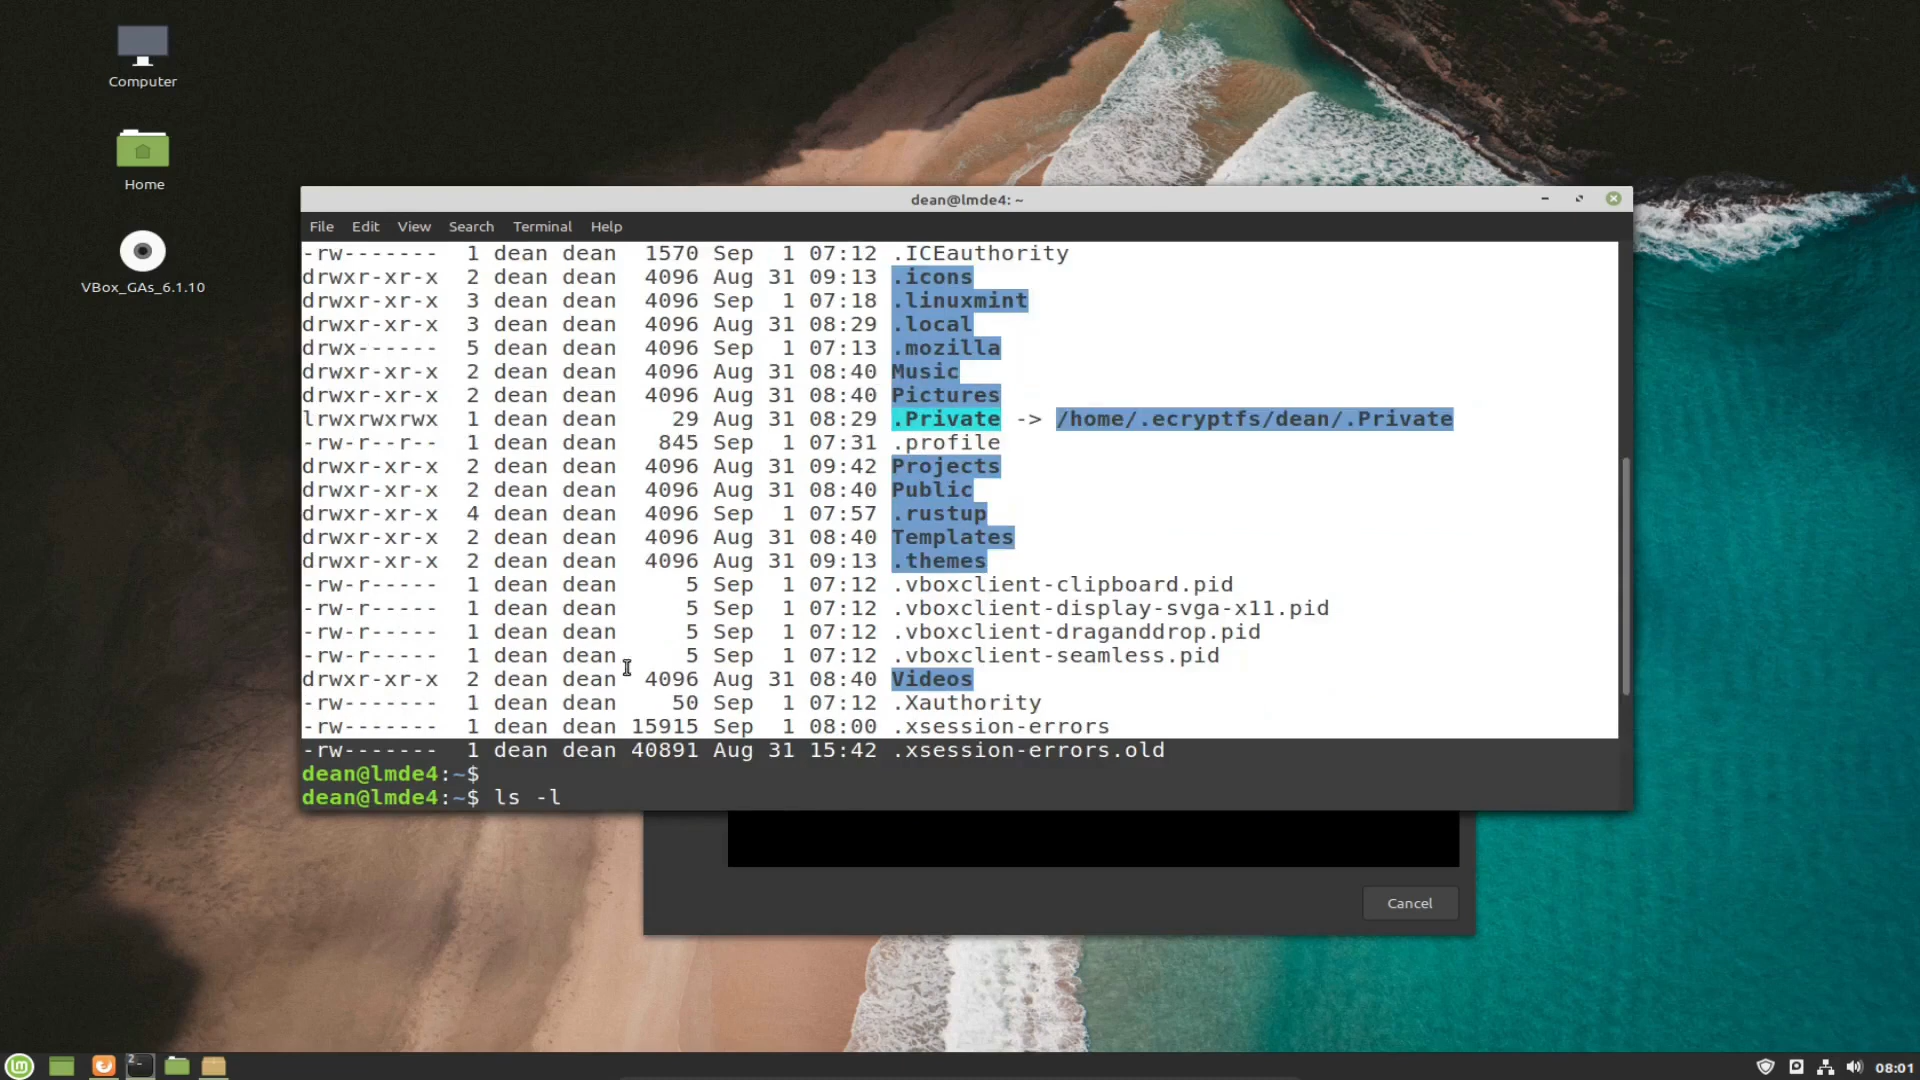 Computer
Home
VBox_GAs_6.1.10
dean@lmde4: ~
File Edit View Search Terminal Help
-rw------- 1 dean dean 1570 Sep 1 07:12 .ICEauthority
drwxr-xr-x 2 dean dean 4096 Aug 31 09:13 .icons
drwxr-xr-x 3 dean dean 4096 Sep 1 07:18 .linuxmint
drwxr-xr-x 3 dean dean 4096 Aug 31 08:29 .local
drwx------ 5 dean dean 4096 Sep 1 07:13 .mozilla
drwxr-xr-x 2 dean dean 4096 Aug 31 08:40 Music
drwxr-xr-x 2 dean dean 4096 Aug 31 08:40 Pictures
lrwxrwxrwx 1 dean dean 29 Aug 31 08:29 .Private -> /home/.ecryptfs/dean/.Private
-rw-r--r-- 1 dean dean 845 Sep 1 07:31 .profile
drwxr-xr-x 2 dean dean 4096 Aug 31 09:42 Projects
drwxr-xr-x 2 dean dean 4096 Aug 31 08:40 Public
drwxr-xr-x 4 dean dean 4096 Sep 1 07:57 .rustup
drwxr-xr-x 2 dean dean 4096 Aug 31 08:40 Templates
drwxr-xr-x 2 dean dean 4096 Aug 31 09:13 .themes
-rw-r----- 1 dean dean 5 Sep 1 07:12 .vboxclient-clipboard.pid
-rw-r----- 1 dean dean 5 Sep 1 07:12 .vboxclient-display-svga-x11.pid
-rw-r----- 1 dean dean 5 Sep 1 07:12 .vboxclient-draganddrop.pid
-rw-r----- 1 dean dean 5 Sep 1 07:12 .vboxclient-seamless.pid
drwxr-xr-x 2 dean dean 4096 Aug 31 08:40 Videos
-rw------- 1 dean dean 50 Sep 1 07:12 .Xauthority
-rw------- 1 dean dean 15915 Sep 1 08:00 .xsession-errors
-rw------- 1 dean dean 40891 Aug 31 15:42 .xsession-errors.old
dean@lmde4:~$
dean@lmde4:~$ ls -l
Cancel
08:01